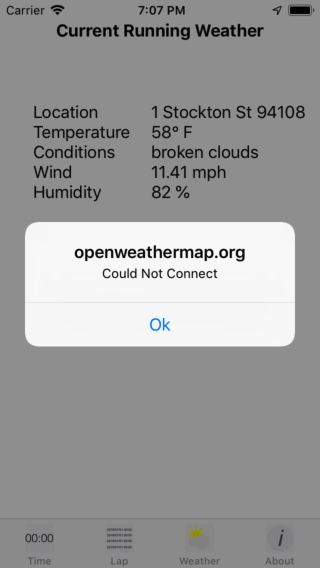 Carrier 7:07 PM
Current Running Weather
Location 1 Stockton St 94108
Temperature 58° F
Conditions broken clouds
Wind 11.41 mph
Humidity 82 %
openweathermap.org
Could Not Connect
Ok
00:00
i
Time Lap Weather About